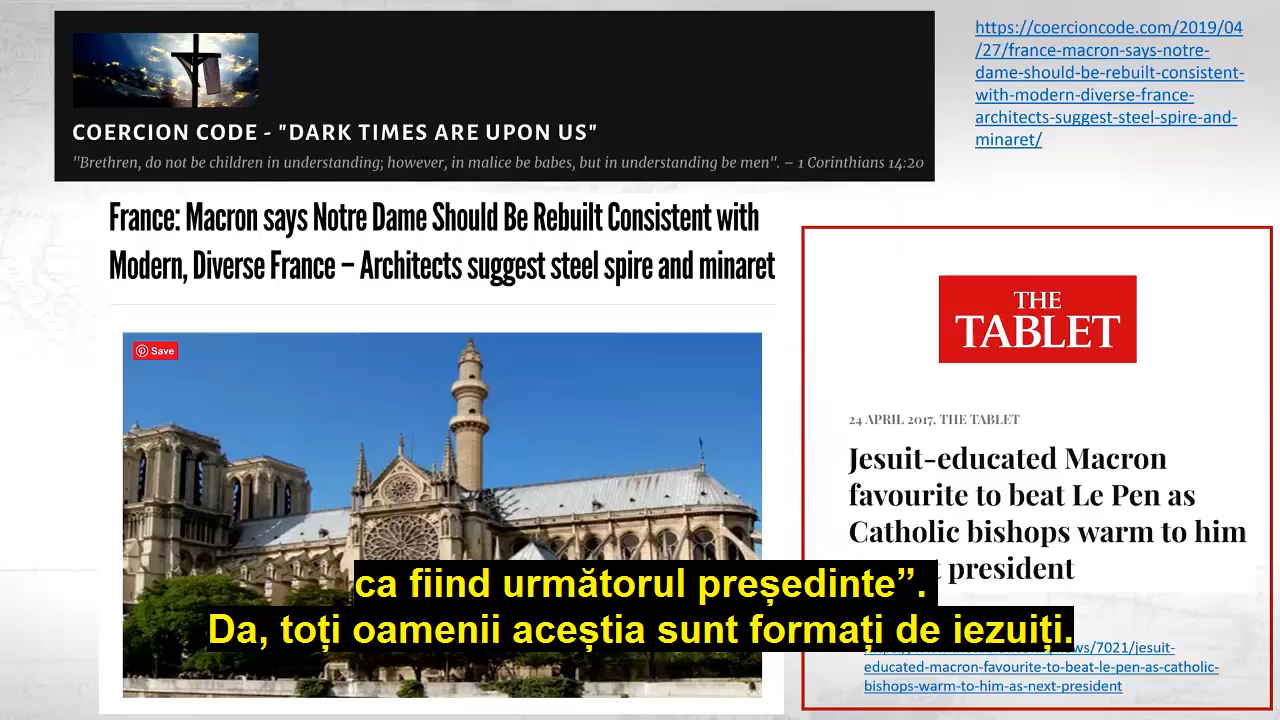 COERCION CODE - "DARK TIMES ARE UPON US"
"Brethren, do not be children in understanding; however, in malice be babes, but in understanding be men". – 1 Corinthians 14:20
https://coercioncode.com/2019/04
/27/france-macron-says-notre-
dame-should-be-rebuilt-consistent-
with-modern-diverse-france-
architects-suggest-steel-spire-and-
minaret/
France: Macron says Notre Dame Should Be Rebuilt Consistent with
Modern, Diverse France – Architects suggest steel spire and minaret
Save
THE
TABLET
24 APRIL 2017, THE TABLET
Jesuit-educated Macron
favourite to beat Le Pen as
Catholic bishops warm to him
president
ws/7021/jesuit-
educated-macron-favourite-to-beat-le-pen-as-catholic-
bishops-warm-to-him-as-next-president
ca fiind următorul președinte”.
Da, toți oamenii aceștia sunt formați de iezuiți.